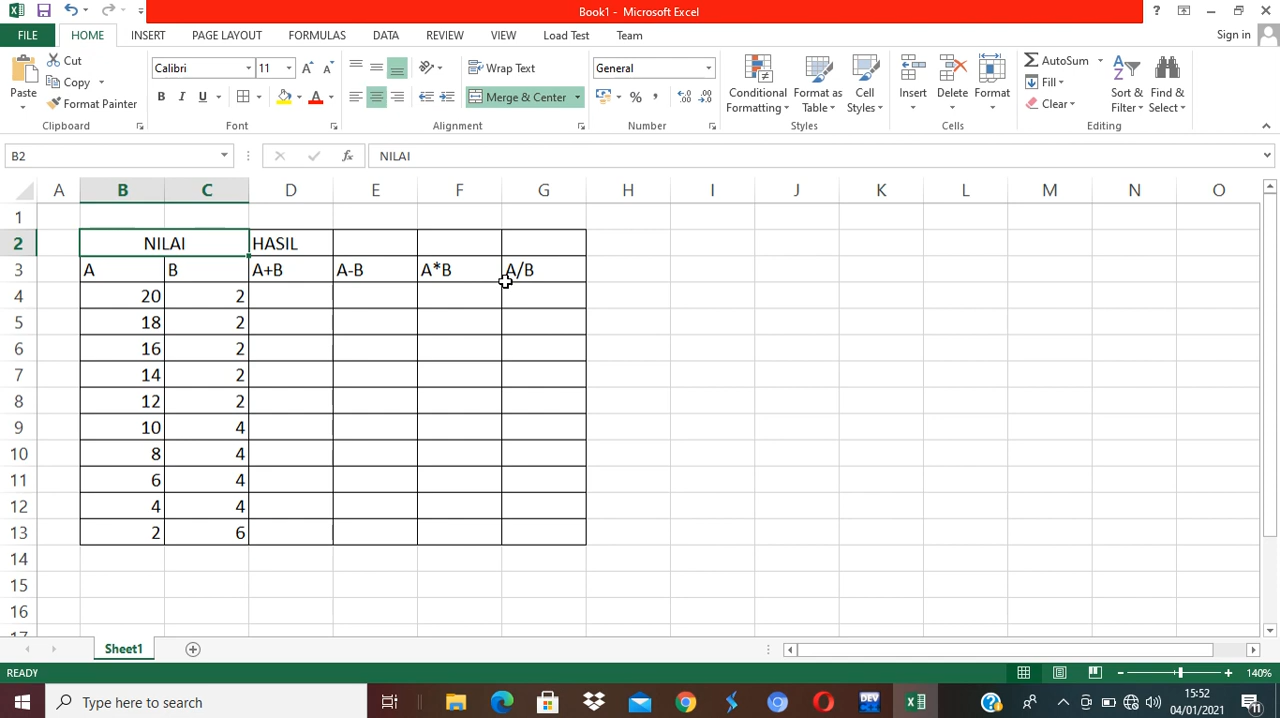 Book1 - Microsoft Excel
FILE HOME INSERT PAGE LAYOUT FORMULAS DATA REVIEW VIEW Load Test Team Sign in
Paste
Cut
Copy
Format Painter
Calibri 11
B I U A
Wrap Text
Merge & Center
General
%
Conditional Formatting
Format as Table
Cell Styles
Insert
Delete
Format
AutoSum
Fill
Clear
Sort & Filter
Find & Select
Clipboard Font Alignment Number Styles Cells Editing
B2 fx NILAI
A B C D E F G H I J K L M N O
1
2 NILAI HASIL
3 A B A+B A-B A*B A/B
4 20 2
5 18 2
6 16 2
7 14 2
8 12 2
9 10 4
10 8 4
11 6 4
12 4 4
13 2 6
14
15
16
17
Sheet1
READY 140%
Type here to search
DEV
15:52
04/01/2021
11